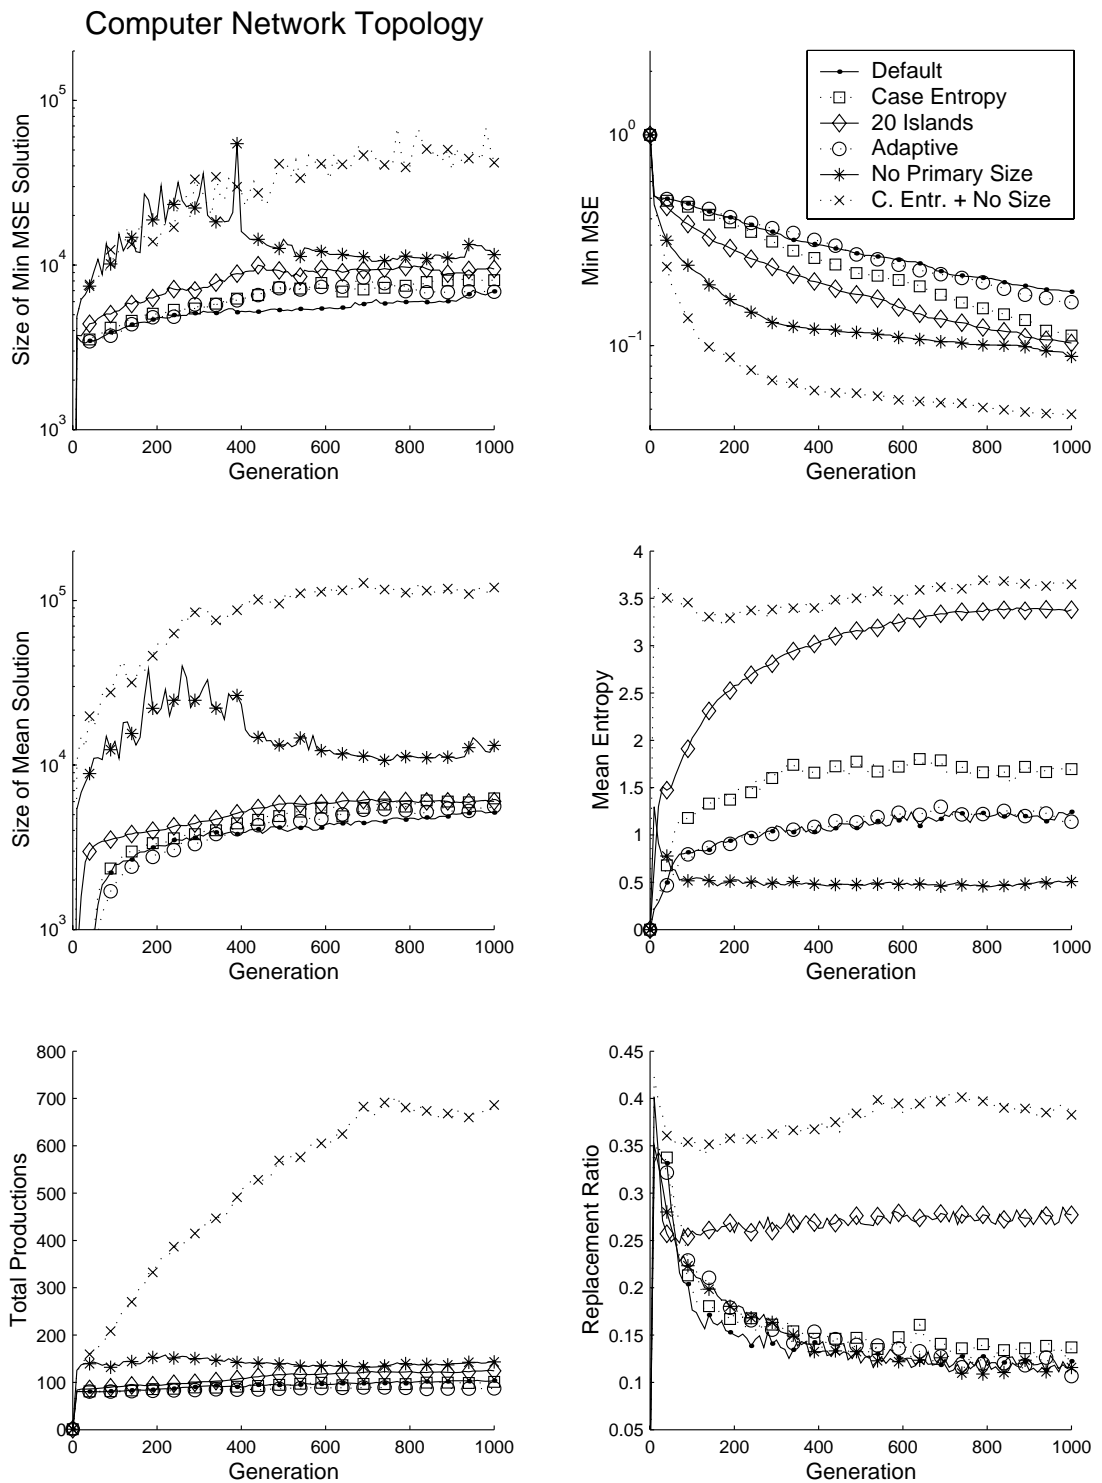 Computer Network Topology
10^5
10^4
10^3
Size of Min MSE Solution
0 200 400 600 800 1000
Generation
10^0
10^-1
Min MSE
0 200 400 600 800 1000
Generation
Default
Case Entropy
20 Islands
Adaptive
No Primary Size
C. Entr. + No Size
10^5
10^4
10^3
Size of Mean Solution
0 200 400 600 800 1000
Generation
4
3.5
3
2.5
2
1.5
1
0.5
0
Mean Entropy
0 200 400 600 800 1000
Generation
800
700
600
500
400
300
200
100
0
Total Productions
0 200 400 600 800 1000
Generation
0.45
0.4
0.35
0.3
0.25
0.2
0.15
0.1
0.05
Replacement Ratio
0 200 400 600 800 1000
Generation